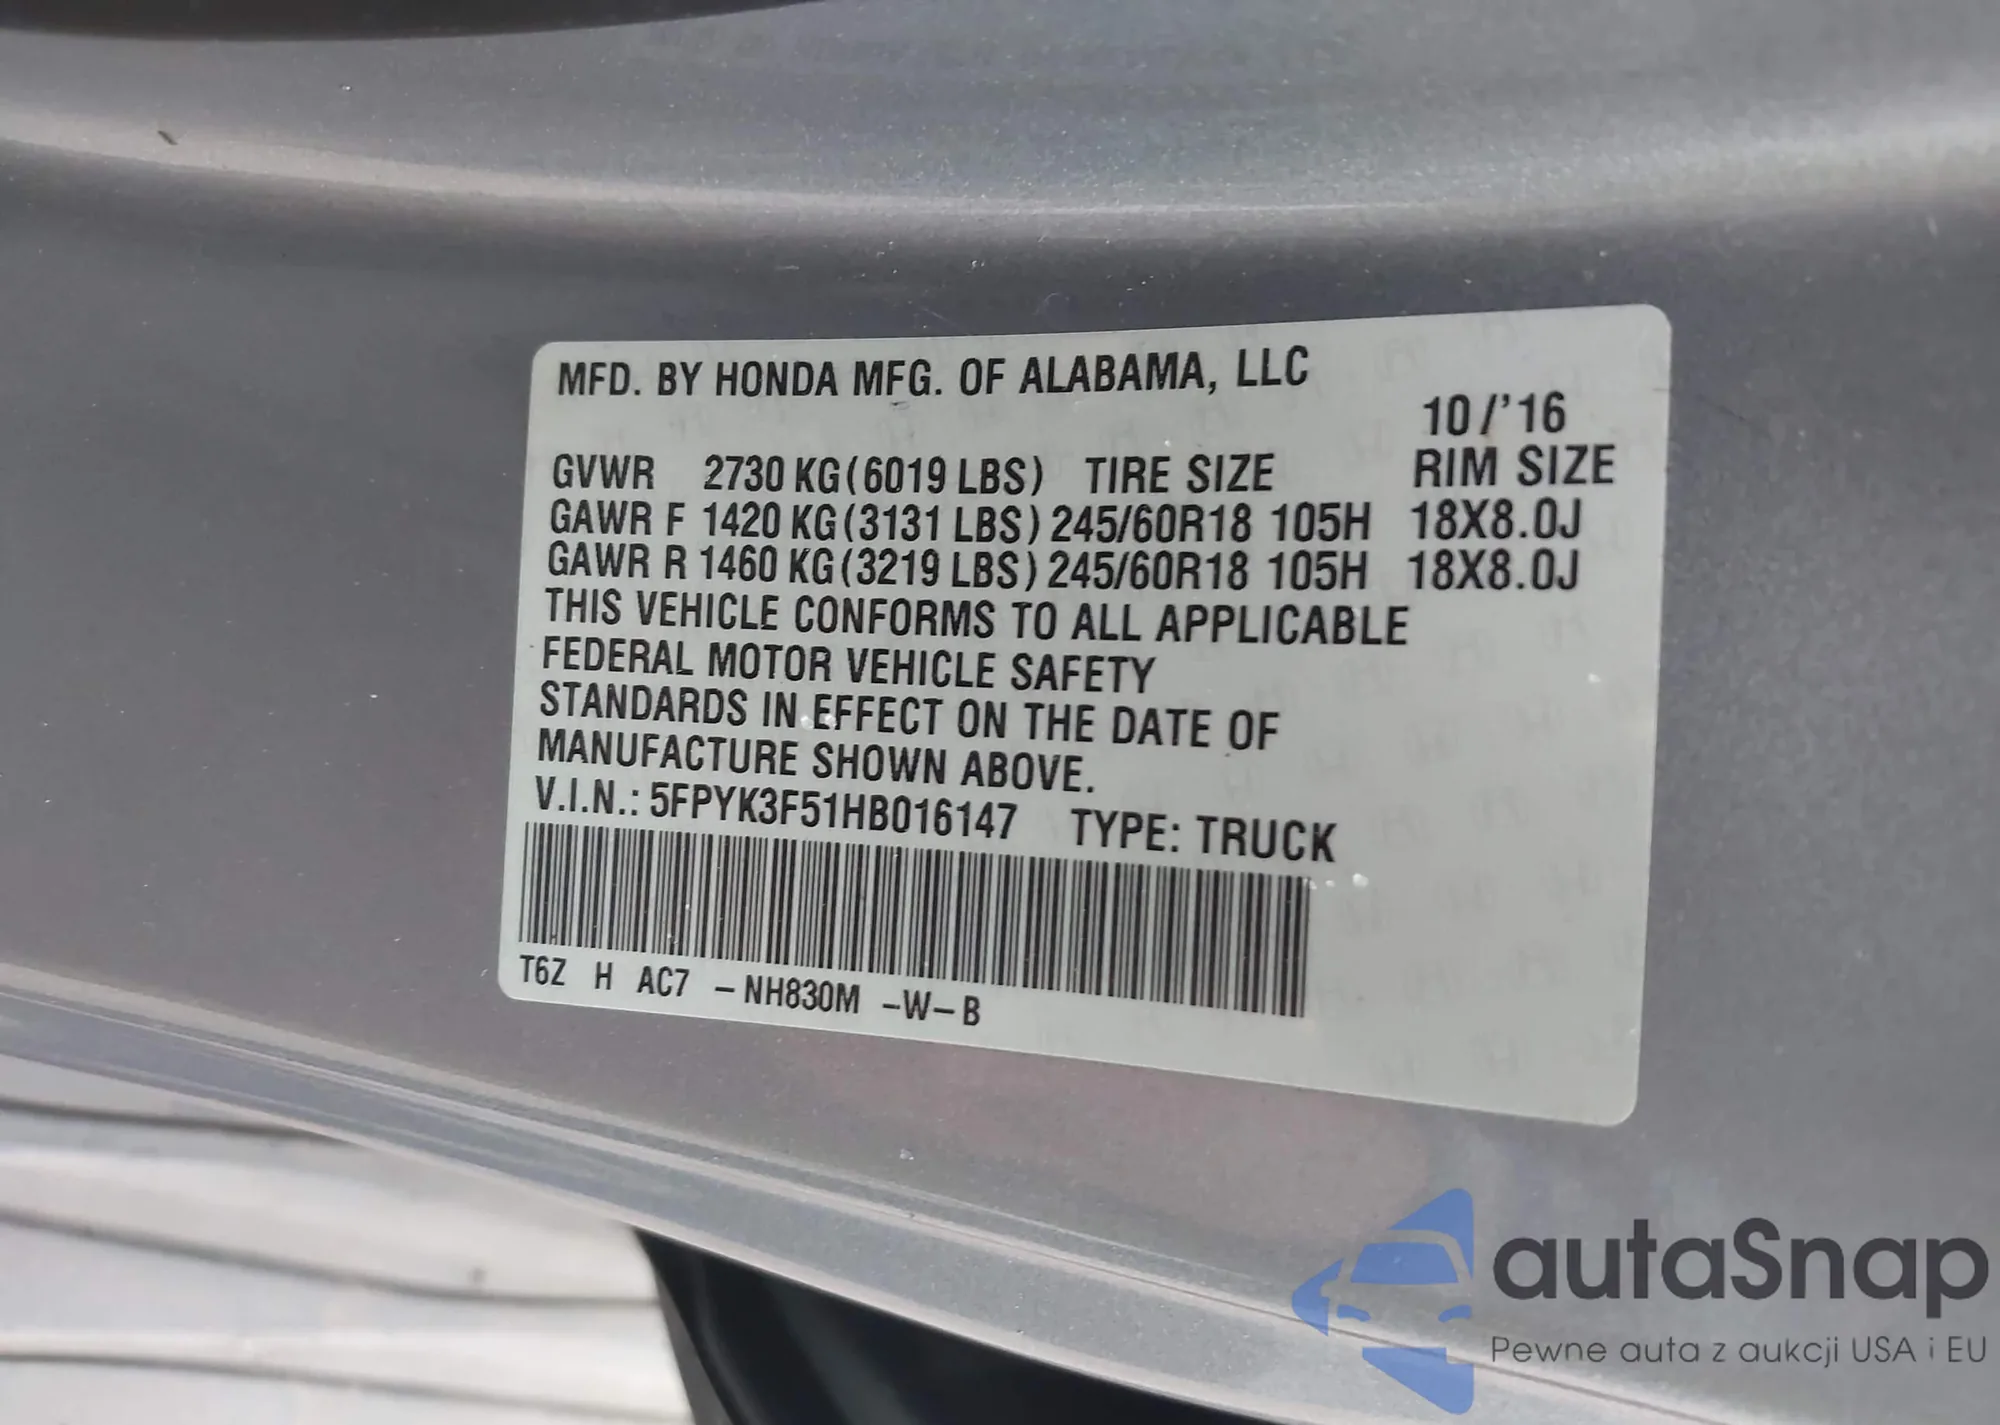 MFD. BY HONDA MFG. OF ALABAMA, LLC
10/'16
GVWR 2730 KG(6019 LBS) TIRE SIZE RIM SIZE
GAWR F 1420 KG(3131 LBS) 245/60R18 105H 18X8.0J
GAWR R 1460 KG(3219 LBS) 245/60R18 105H 18X8.0J
THIS VEHICLE CONFORMS TO ALL APPLICABLE
FEDERAL MOTOR VEHICLE SAFETY
STANDARDS IN EFFECT ON THE DATE OF
MANUFACTURE SHOWN ABOVE.
V.I.N.: 5FPYK3F51HB016147 TYPE: TRUCK
T6Z H AC7 -NH830M -W-B
autaSnap
Pewne auta z aukcji USA i EU